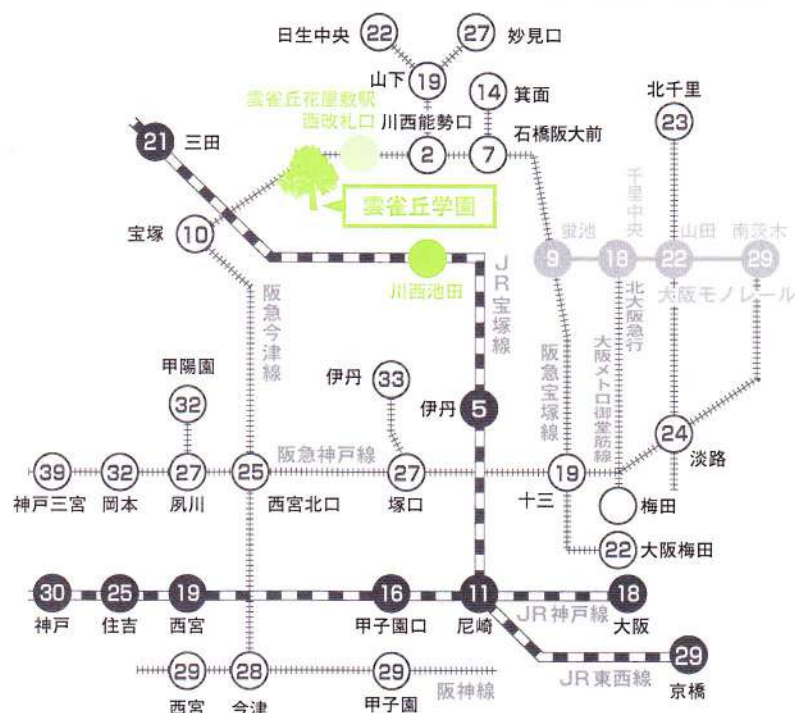 日生中央
22
27
妙見口
山下
19
北千里
23
雲雀丘花屋敷駅
西改札口
川西能勢口
14
箕面
石橋阪大前
21
三田
2
7
雲雀丘学園
宝塚
10
川西池田
JR宝塚線
蛍池
9
千里中央
18
山田
22
南茨木
29
大阪モノレール
北大阪急行
大阪メトロ御堂筋線
阪急宝塚線
阪急今津線
甲陽園
32
伊丹
33
伊丹
5
阪急神戸線
24
淡路
39
神戸三宮
32
岡本
27
夙川
25
西宮北口
27
塚口
19
十三
梅田
22
大阪梅田
30
神戸
25
住吉
19
西宮
16
甲子園口
11
尼崎
18
大阪
JR神戸線
29
京橋
JR東西線
29
西宮
28
今津
29
甲子園
阪神線